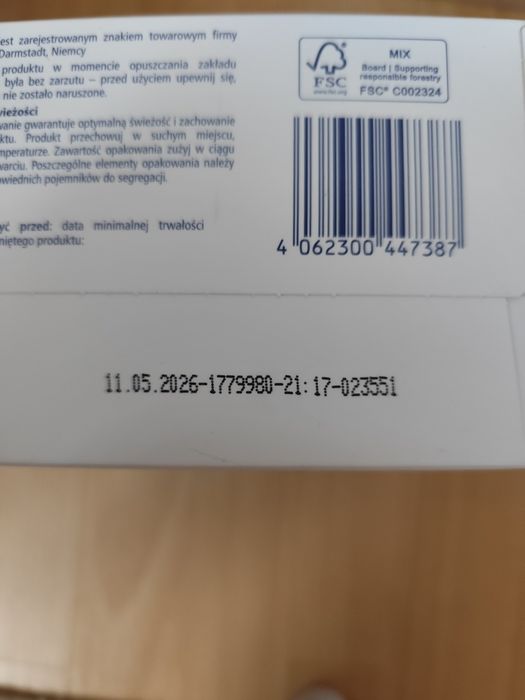 est zarejestrowanym znakiem towarowym firmy
Darmstadt, Niemcy
produktu w momencie opuszczania zakładu
była bez zarzutu – przed użyciem upewnij się,
nie zostało naruszone.
anie gwarantuje optymalną świeżość i zachowanie
ktu. Produkt przechowuj w suchym miejscu,
mperaturze. Zawartość opakowania zużyj w ciągu
warciu. Poszczególne elementy opakowania należy
owiednich pojemników do segregacji.
yć przed: data minimalnej trwałości
niętego produktu:
FSC
www.fsc.org
MIX
Board | Supporting
responsible forestry
FSC® C002324
4 062300 447387
11.05.2026-1779980-21:17-023551